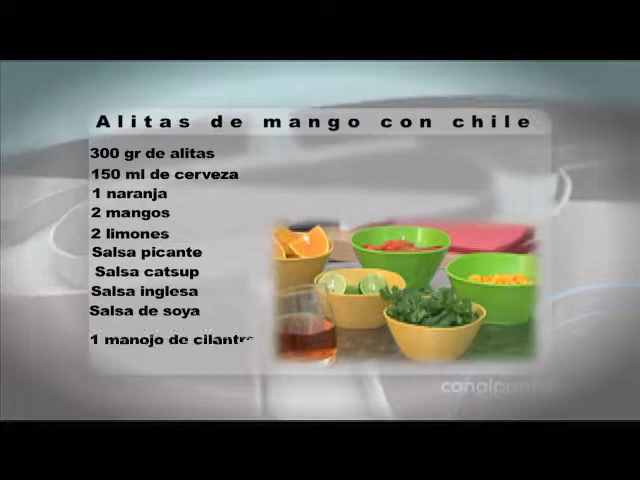 Alitas de mango con chile
300 gr de alitas
150 ml de cerveza
1 naranja
2 mangos
2 limones
Salsa picante
Salsa catsup
Salsa inglesa
Salsa de soya
1 manojo de cilantro